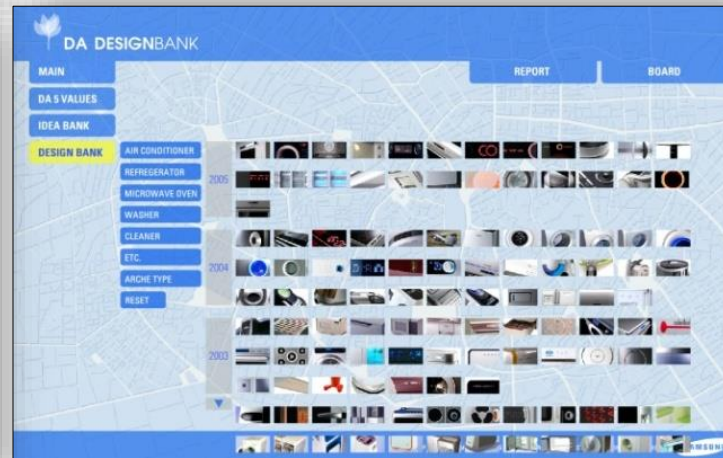 DA DESIGNBANK
MAIN
REPORT
BOARD
DA 5 VALUES
IDEA BANK
DESIGN BANK
AIR CONDITIONER
REFREGERATOR
MICROWAVE OVEN
WASHER
CLEANER
ETC.
ARCHE TYPE
RESET
2005
2004
2003
SAMSUNG